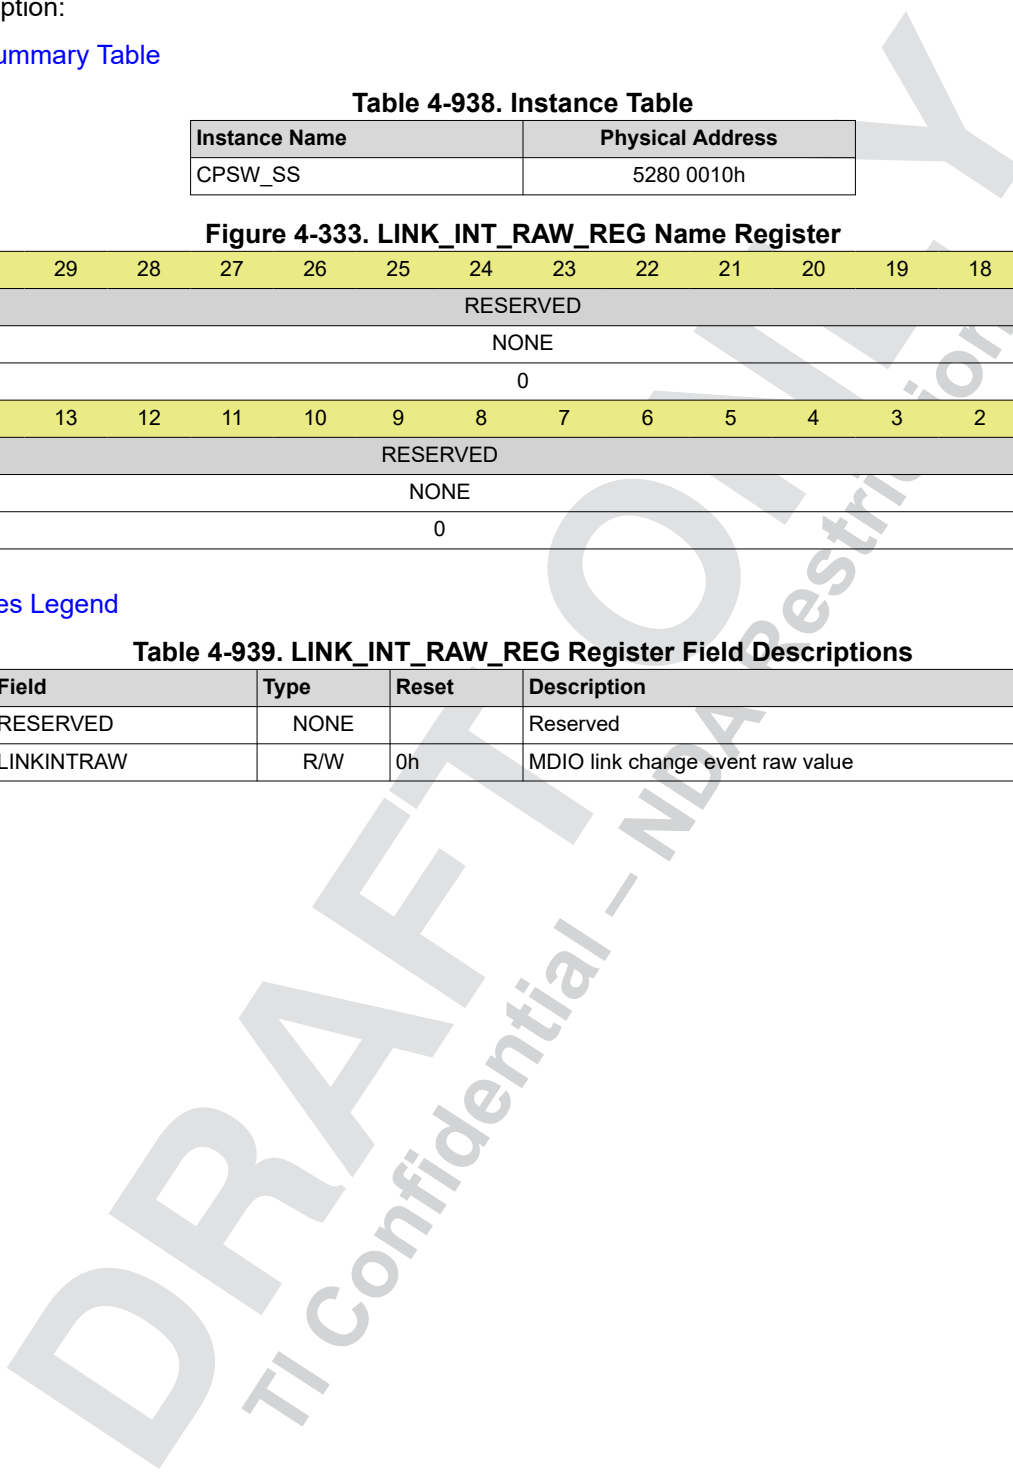 ption:
ummary Table
Table 4-938. Instance Table
Instance Name Physical Address
CPSW_SS 5280 0010h
Figure 4-333. LINK_INT_RAW_REG Name Register
29 28 27 26 25 24 23 22 21 20 19 18
RESERVED
NONE
0
13 12 11 10 9 8 7 6 5 4 3 2
RESERVED
NONE
0
es Legend
Table 4-939. LINK_INT_RAW_REG Register Field Descriptions
Field Type Reset Description
RESERVED NONE Reserved
LINKINTRAW R/W 0h MDIO link change event raw value
DRAFT ONLY
TI Confidential – NDA Restriction